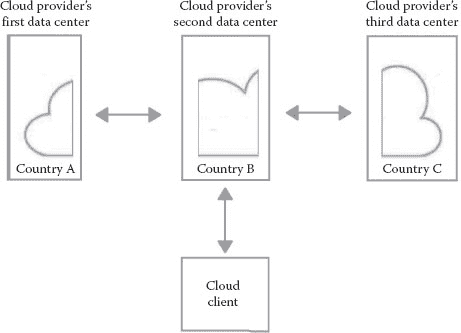 Cloud provider's
first data center
Cloud provider's
second data center
Cloud provider's
third data center
Country A
Country B
Country C
Cloud
client